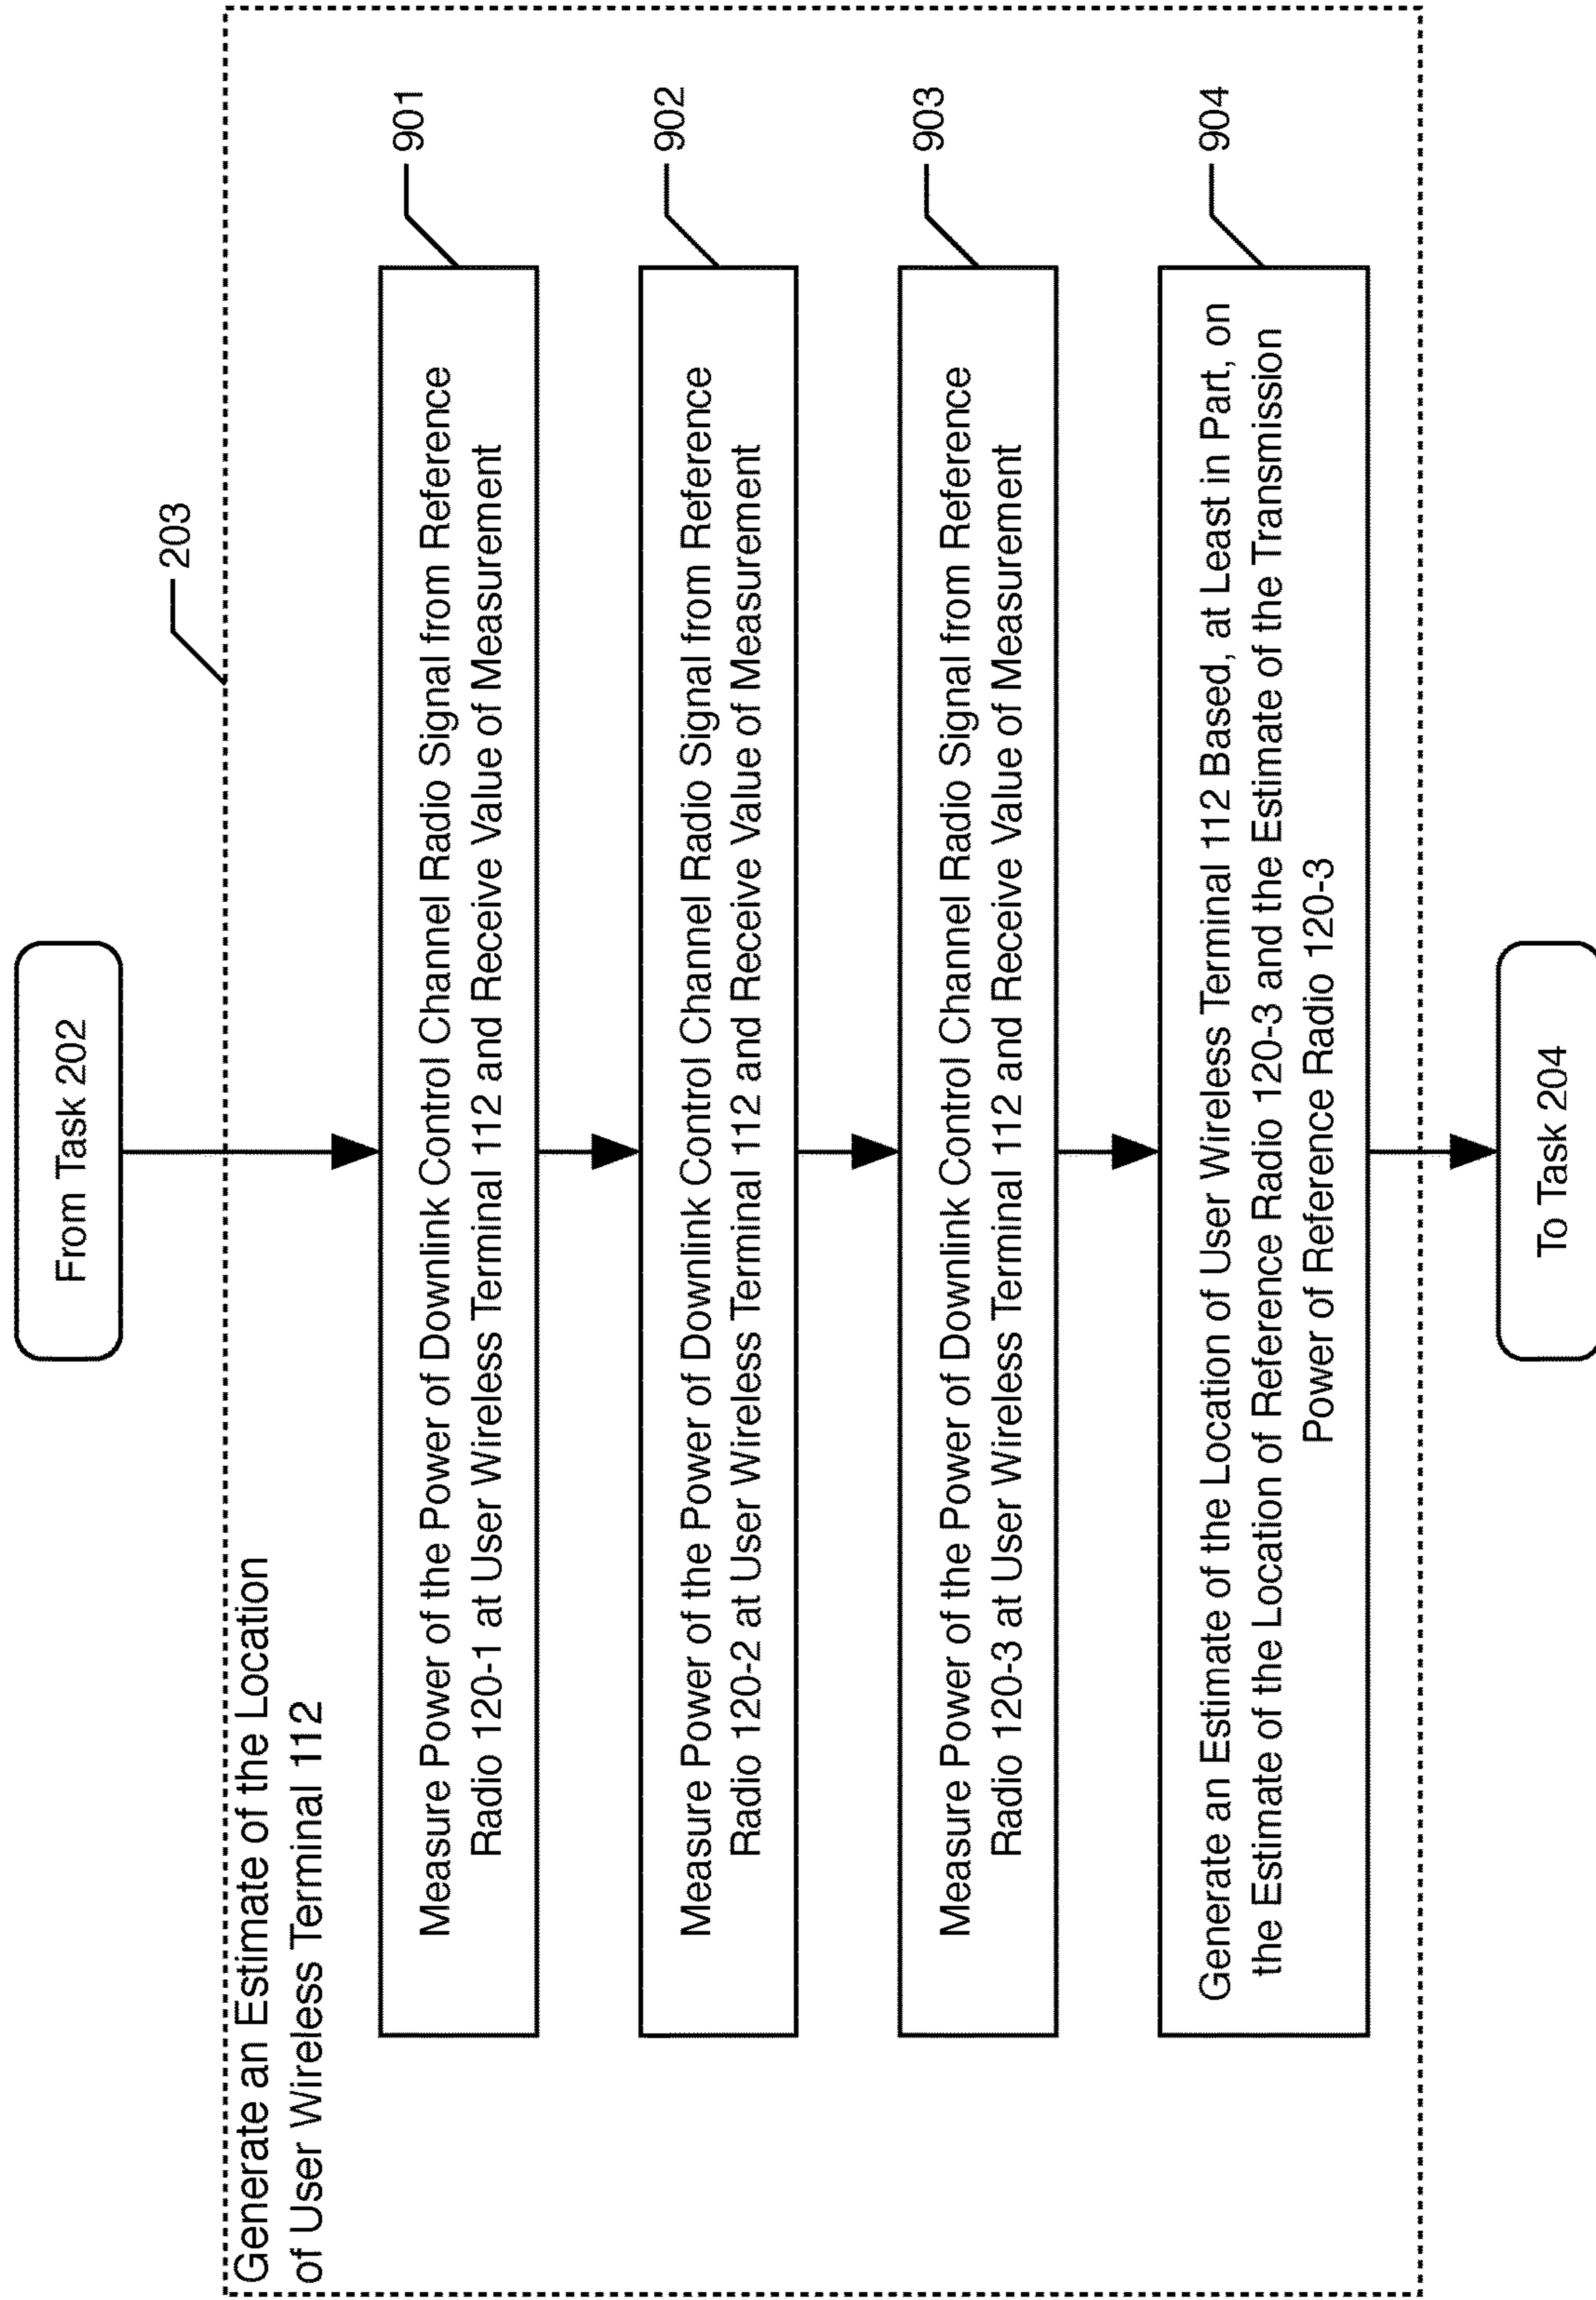 From Task 202
203
Generate an Estimate of the Location
of User Wireless Terminal 112
901
Measure Power of the Power of Downlink Control Channel Radio Signal from Reference
Radio 120-1 at User Wireless Terminal 112 and Receive Value of Measurement
902
Measure Power of the Power of Downlink Control Channel Radio Signal from Reference
Radio 120-2 at User Wireless Terminal 112 and Receive Value of Measurement
903
Measure Power of the Power of Downlink Control Channel Radio Signal from Reference
Radio 120-3 at User Wireless Terminal 112 and Receive Value of Measurement
904
Generate an Estimate of the Location of User Wireless Terminal 112 Based, at Least in Part, on
the Estimate of the Location of Reference Radio 120-3 and the Estimate of the Transmission
Power of Reference Radio 120-3
To Task 204